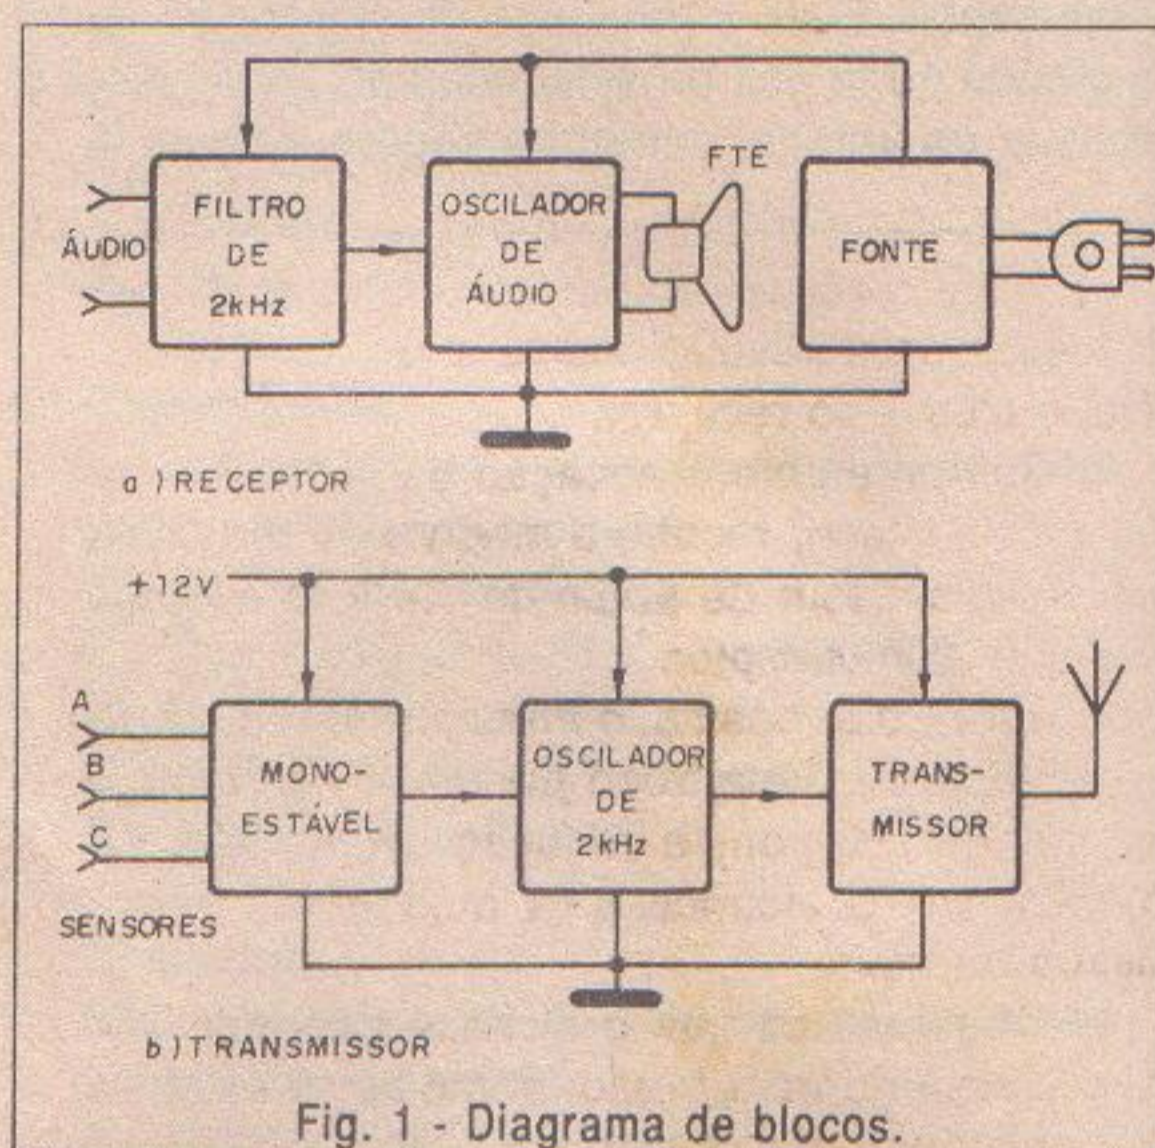 FTE
FILTRO
DE
2kHz
ÁUDIO
OSCILADOR
DE
ÁUDIO
FONTE
a) RECEPTOR
+12V
A
B
C
SENSORES
MONO-
ESTÁVEL
OSCILADOR
DE
2kHz
TRANS-
MISSOR
b) TRANSMISSOR
Fig. 1 - Diagrama de blocos.